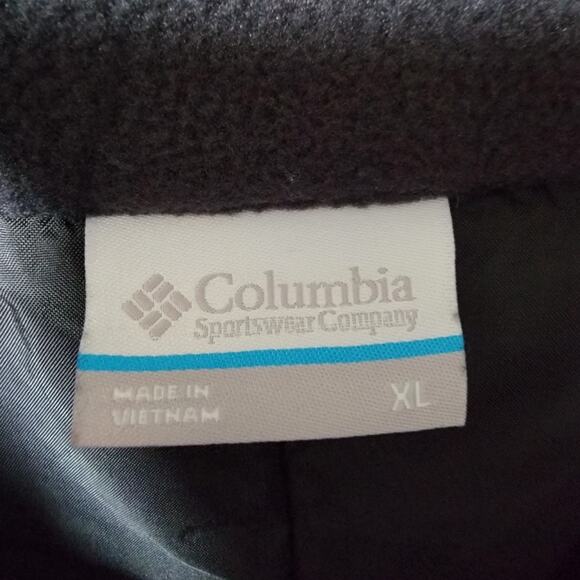 Columbia
Sportswear Company
MADE IN
VIETNAM
XL